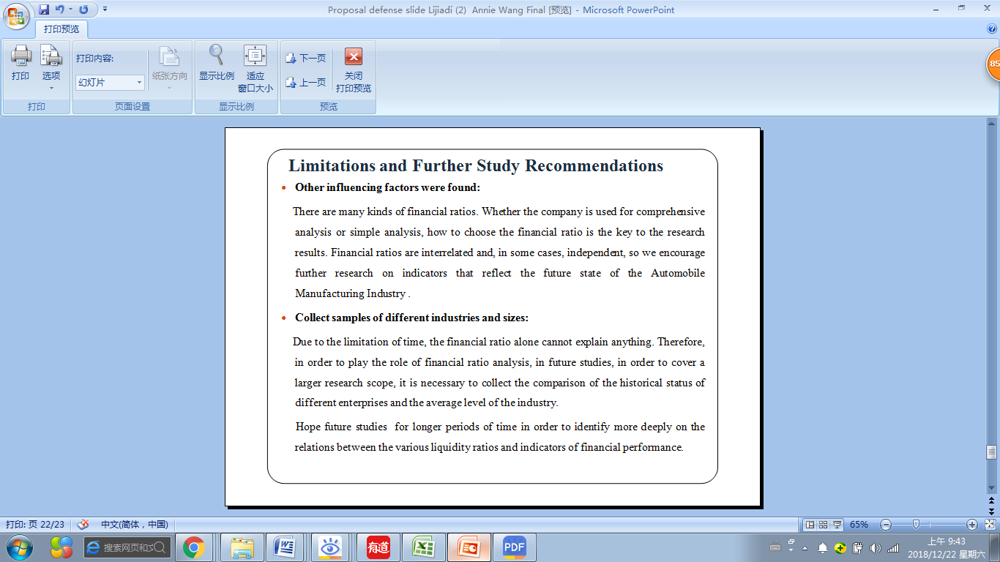 Proposal defense slide Lijiadi (2)  Annie Wang Final [预览] - Microsoft PowerPoint
打印预览
打印
选项
打印内容:
幻灯片
纸张方向
显示比例
适应
窗口大小
下一页
上一页
关闭
打印预览
打印
页面设置
显示比例
预览
85
Limitations and Further Study Recommendations
• Other influencing factors were found:
There are many kinds of financial ratios. Whether the company is used for comprehensive
analysis or simple analysis, how to choose the financial ratio is the key to the research
results. Financial ratios are interrelated and, in some cases, independent, so we encourage
further research on indicators that reflect the future state of the Automobile
Manufacturing Industry .
• Collect samples of different industries and sizes:
Due to the limitation of time, the financial ratio alone cannot explain anything. Therefore,
in order to play the role of financial ratio analysis, in future studies, in order to cover a
larger research scope, it is necessary to collect the comparison of the historical status of
different enterprises and the average level of the industry.
Hope future studies  for longer periods of time in order to identify more deeply on the
relations between the various liquidity ratios and indicators of financial performance.
打印: 页 22/23
中文(简体，中国)
65%
搜索网页和文
有道
PDF
上午 9:43
2018/12/22 星期六